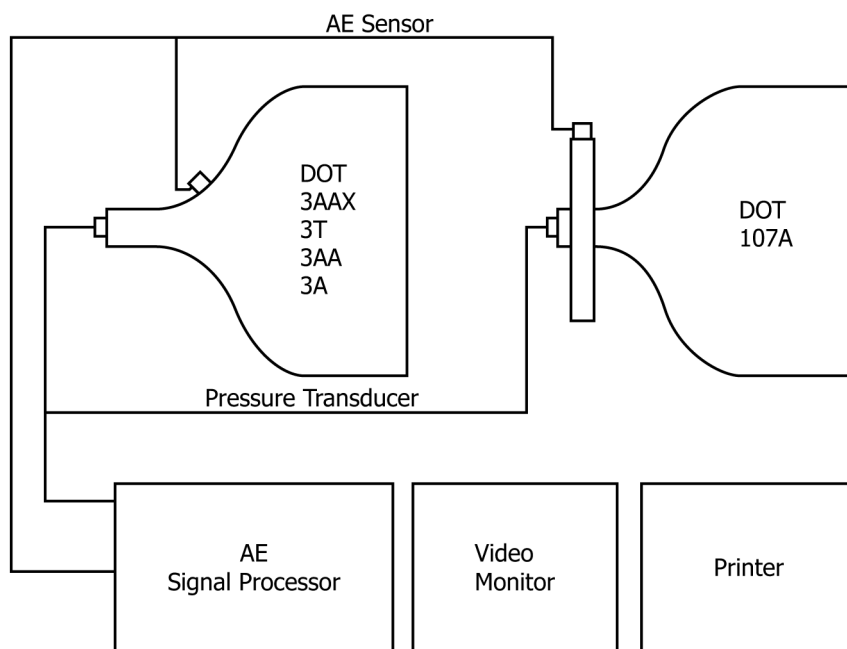 AE Sensor
DOT
3AAX
3T
3AA
3A
DOT
107A
Pressure Transducer
AE
Signal Processor
Video
Monitor
Printer